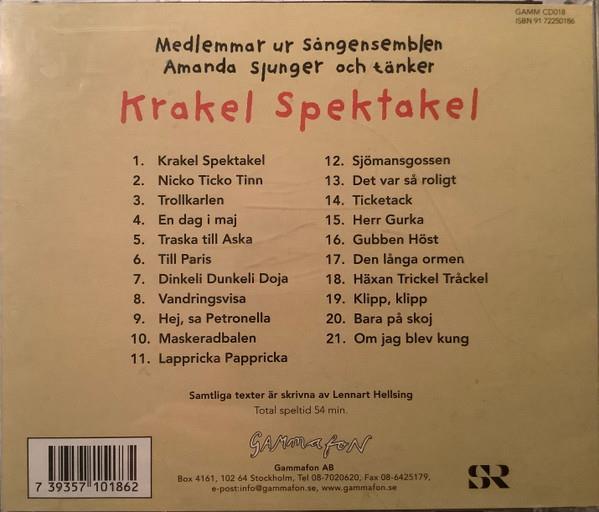 GAMM CD018
ISBN 91 72250186
Medlemmar ur Sångensemblen
Amanda sjunger och tänker
Krakel Spektakel
1. Krakel Spektakel
2. Nicko Ticko Tinn
3. Trollkarlen
4. En dag i maj
5. Traska till Aska
6. Till Paris
7. Dinkeli Dunkeli Doja
8. Vandringsvisa
9. Hej, sa Petronella
10. Maskeradbalen
11. Lappricka Pappricka
12. Sjömansgossen
13. Det var så roligt
14. Ticketack
15. Herr Gurka
16. Gubben Höst
17. Den långa ormen
18. Häxan Trickel Tråckel
19. Klipp, klipp
20. Bara på skoj
21. Om jag blev kung
Samtliga texter är skrivna av Lennart Hellsing
Total speltid 54 min.
GAMMAFON
Gammafon AB
Box 4161, 102 64 Stockholm, Tel 08-7020620, Fax 08-6425179,
e-post:info@gammafon.se, www.gammafon.se
7 39357 101862
SR